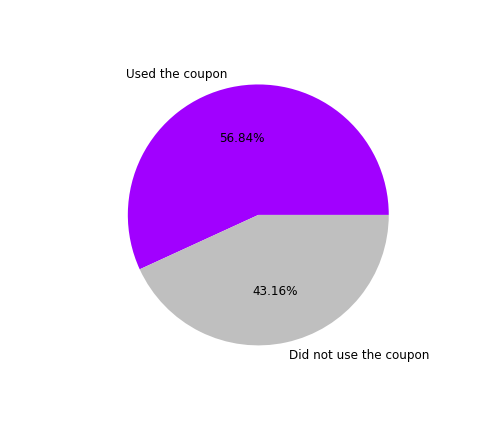 Used the coupon
56.84%
43.16%
Did not use the coupon